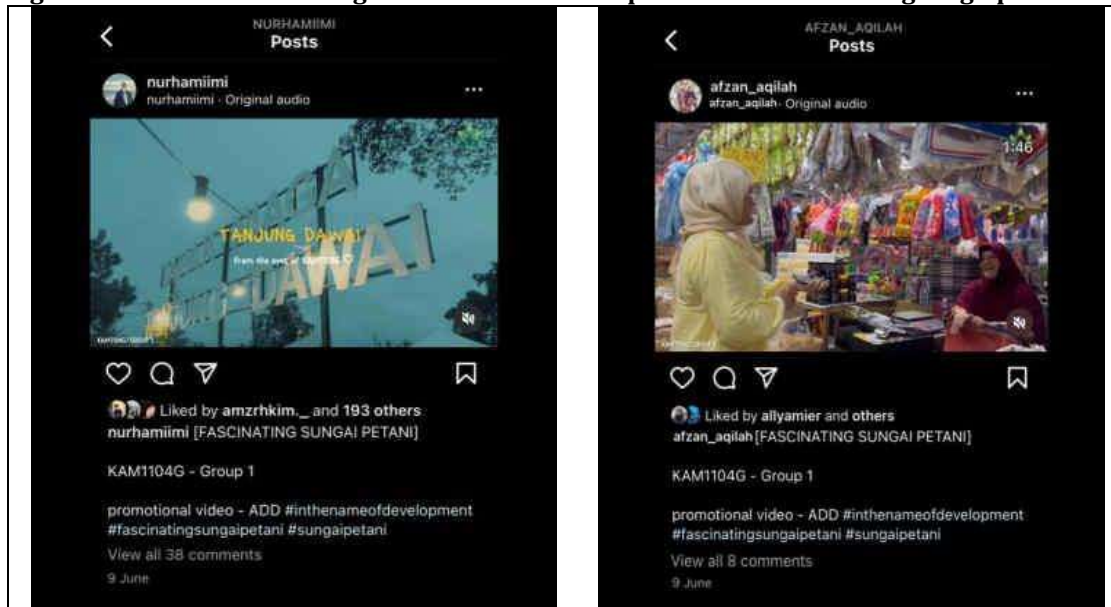 NURHAMIIMI
Posts
nurhamiimi
nurhamiimi · Original audio
TANJUNG DAWAI
Liked by amzrhkim._ and 193 others
nurhamiimi [FASCINATING SUNGAI PETANI]
KAM1104G - Group 1
promotional video - ADD #inthenameofdevelopment
#fascinatingsungaipetani #sungaipetani
View all 38 comments
9 June
AFZAN_AQILAH
Posts
afzan_aqilah
afzan_aqilah · Original audio
1:46
Liked by allyamier and others
afzan_aqilah [FASCINATING SUNGAI PETANI]
KAM1104G - Group 1
promotional video - ADD #inthenameofdevelopment
#fascinatingsungaipetani #sungaipetani
View all 8 comments
9 June